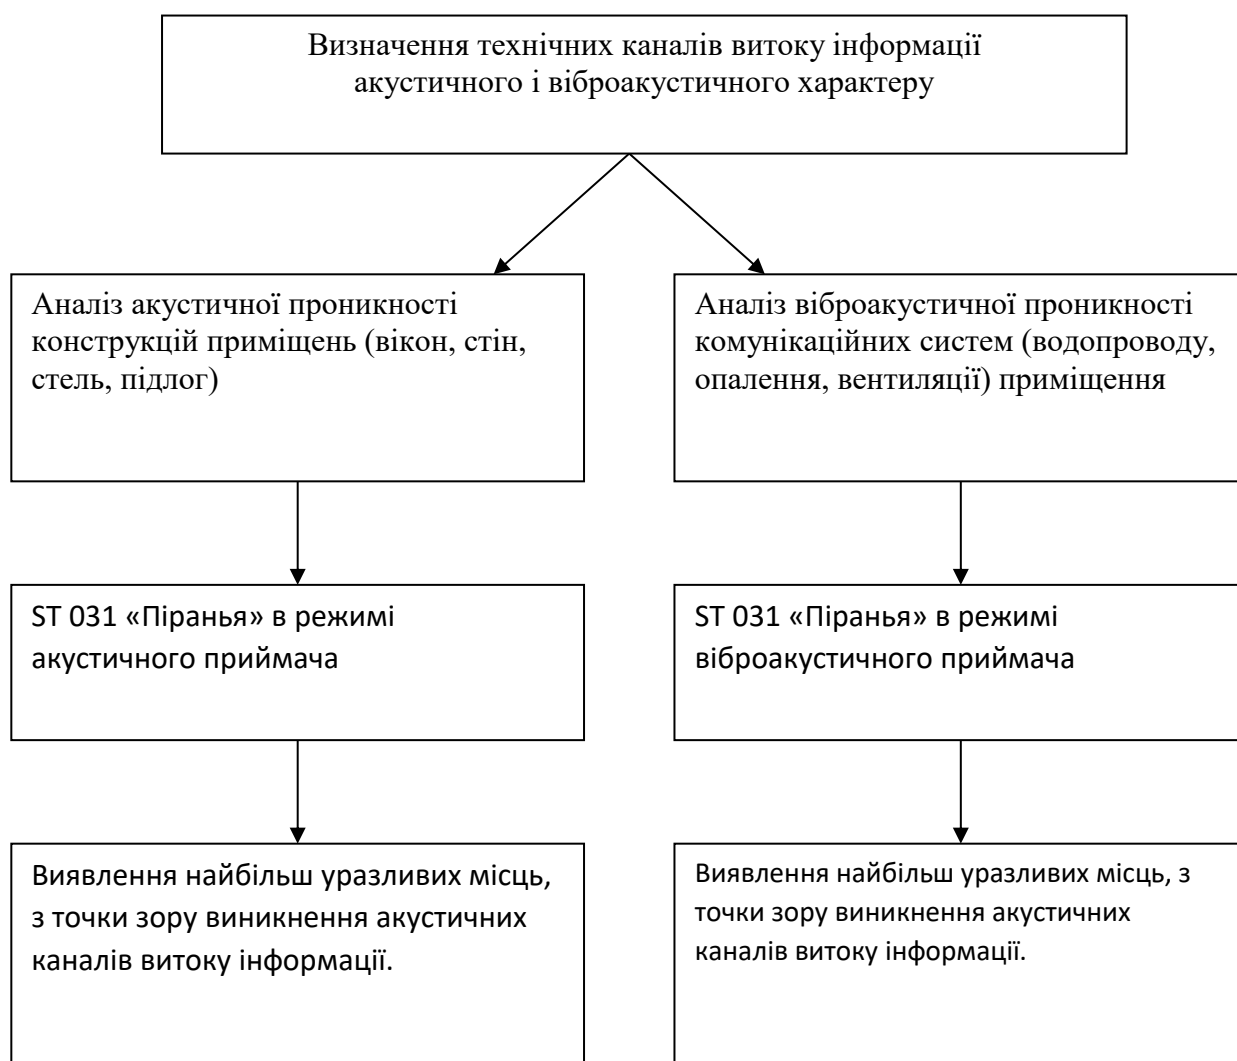 Визначення технічних каналів витоку інформації
акустичного і віброакустичного характеру
Аналіз акустичної проникності
конструкцій приміщень (вікон, стін,
стель, підлог)
Аналіз віброакустичної проникності
комунікаційних систем (водопроводу,
опалення, вентиляції) приміщення
ST 031 «Піранья» в режимі
акустичного приймача
ST 031 «Піранья» в режимі
віброакустичного приймача
Виявлення найбільш уразливих місць,
з точки зору виникнення акустичних
каналів витоку інформації.
Виявлення найбільш уразливих місць, з
точки зору виникнення акустичних
каналів витоку інформації.